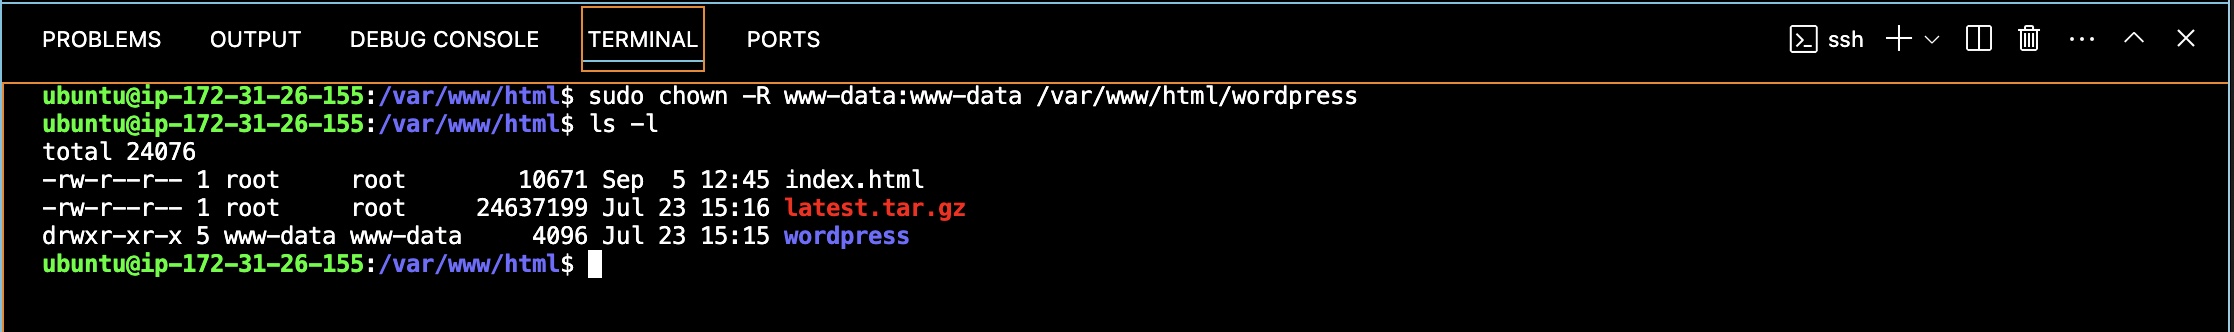 PROBLEMS OUTPUT DEBUG CONSOLE TERMINAL PORTS ssh
ubuntu@ip-172-31-26-155:/var/www/html$ sudo chown -R www-data:www-data /var/www/html/wordpress
ubuntu@ip-172-31-26-155:/var/www/html$ ls -l
total 24076
-rw-r--r-- 1 root     root        10671 Sep  5 12:45 index.html
-rw-r--r-- 1 root     root     24637199 Jul 23 15:16 latest.tar.gz
drwxr-xr-x 5 www-data www-data     4096 Jul 23 15:15 wordpress
ubuntu@ip-172-31-26-155:/var/www/html$